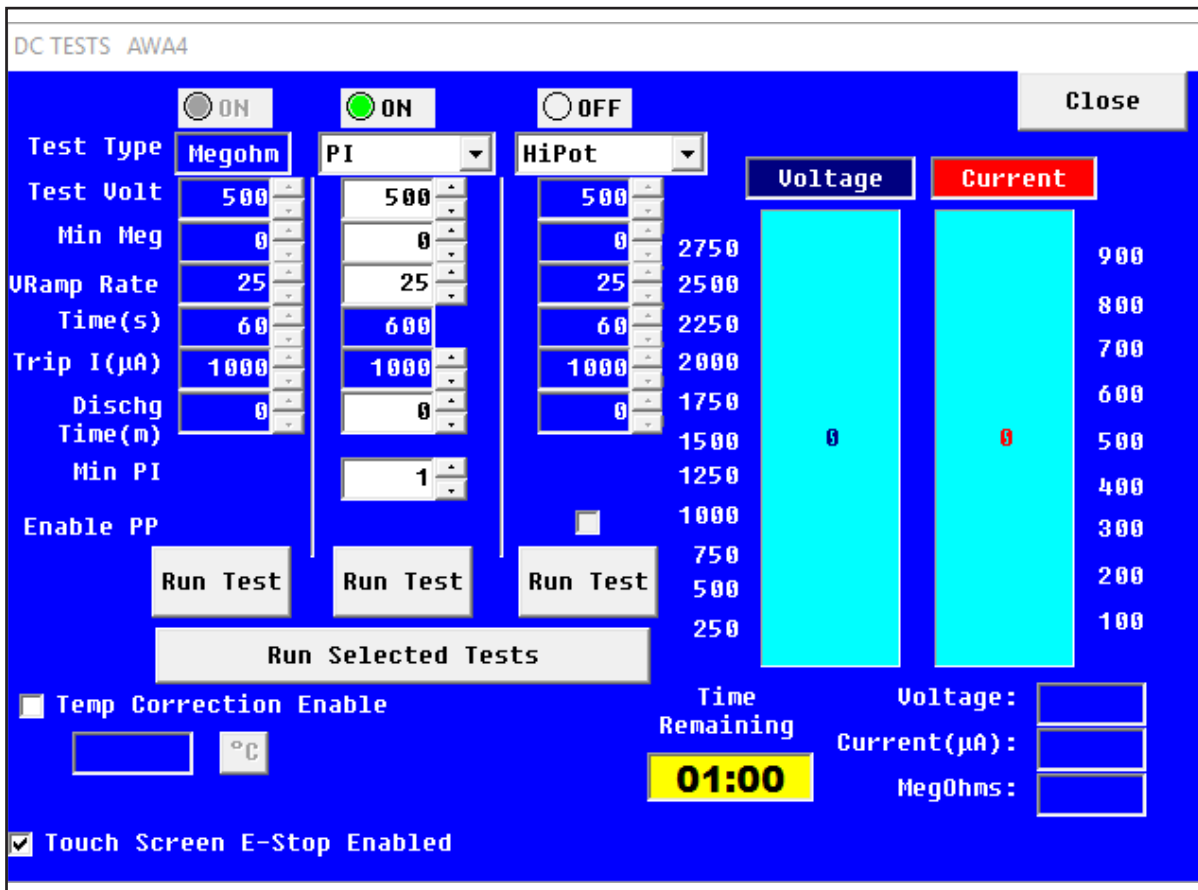 DC TESTS AWA4
Close
ON ON OFF
Test Type Megohm PI HiPot
Test Volt 500 500 500
Min Meg 0 0 0
VRamp Rate 25 25 25
Time(s) 60 600 60
Trip I(µA) 1000 1000 1000
Dischg 0 0 0
Time(m)
Min PI 1
Enable PP
Run Test Run Test Run Test
Run Selected Tests
Temp Correction Enable
°C
Touch Screen E-Stop Enabled
Voltage Current
2750
2500
2250
2000
1750
1500
1250
1000
750
500
250
0 0
900
800
700
600
500
400
300
200
100
Time
Remaining
01:00
Voltage:
Current(µA):
MegOhms: